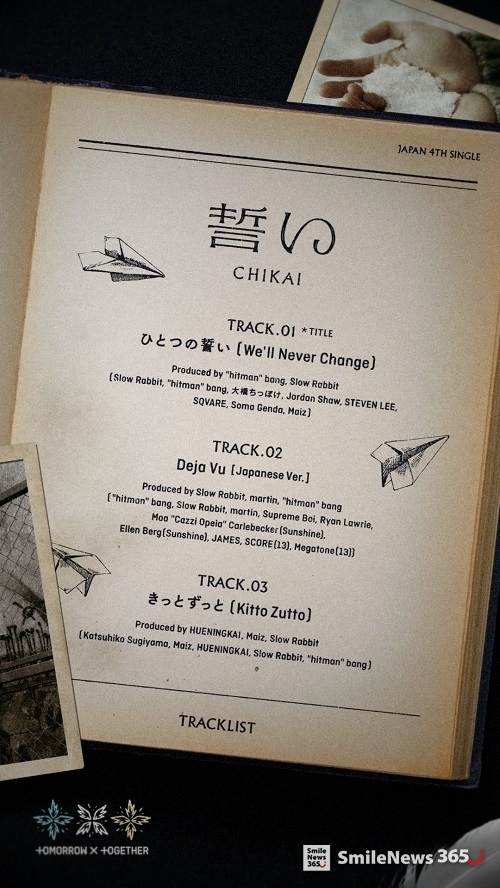 JAPAN 4TH SINGLE
誓い
CHIKAI
TRACK.01 *TITLE
ひとつの誓い (We'll Never Change)
Produced by "hitman" bang, Slow Rabbit
(Slow Rabbit, "hitman" bang, 大橋ちっぽけ, Jordan Shaw, STEVEN LEE,
SQVARE, Soma Genda, Maiz)
TRACK.02
Deja Vu [Japanese Ver.]
Produced by Slow Rabbit, martin, "hitman" bang
("hitman" bang, Slow Rabbit, martin, Supreme Boi, Ryan Lawrie,
Moa "Cazzi Opeia" Carlebecker(Sunshine),
Ellen Berg(Sunshine), JAMES, SCORE(13), Megatone(13))
TRACK.03
きっとずっと (Kitto Zutto)
Produced by HUENINGKAI, Maiz, Slow Rabbit
(Katsuhiko Sugiyama, Maiz, HUENINGKAI, Slow Rabbit, "hitman" bang)
TRACKLIST
TOMORROW X TOGETHER
Smile
News
365
SmileNews 365